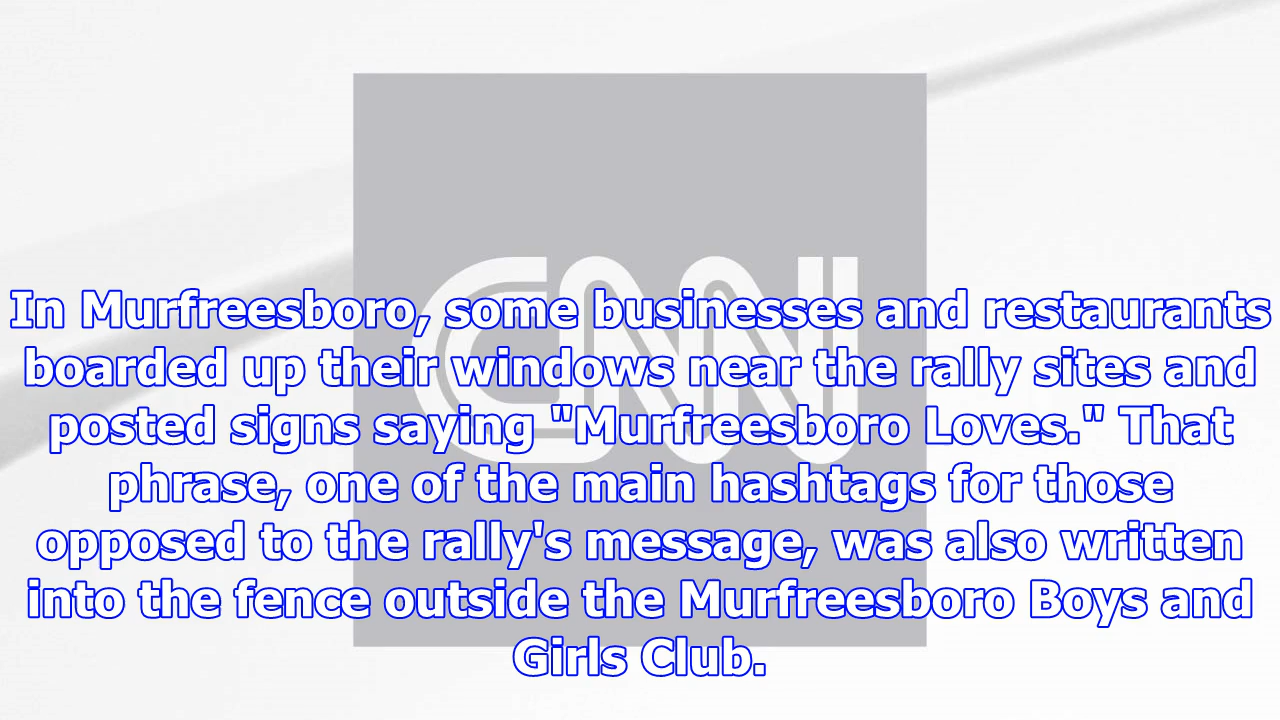 CNN
In Murfreesboro, some businesses and restaurants
boarded up their windows near the rally sites and
posted signs saying "Murfreesboro Loves." That
phrase, one of the main hashtags for those
opposed to the rally's message, was also written
into the fence outside the Murfreesboro Boys and
Girls Club.